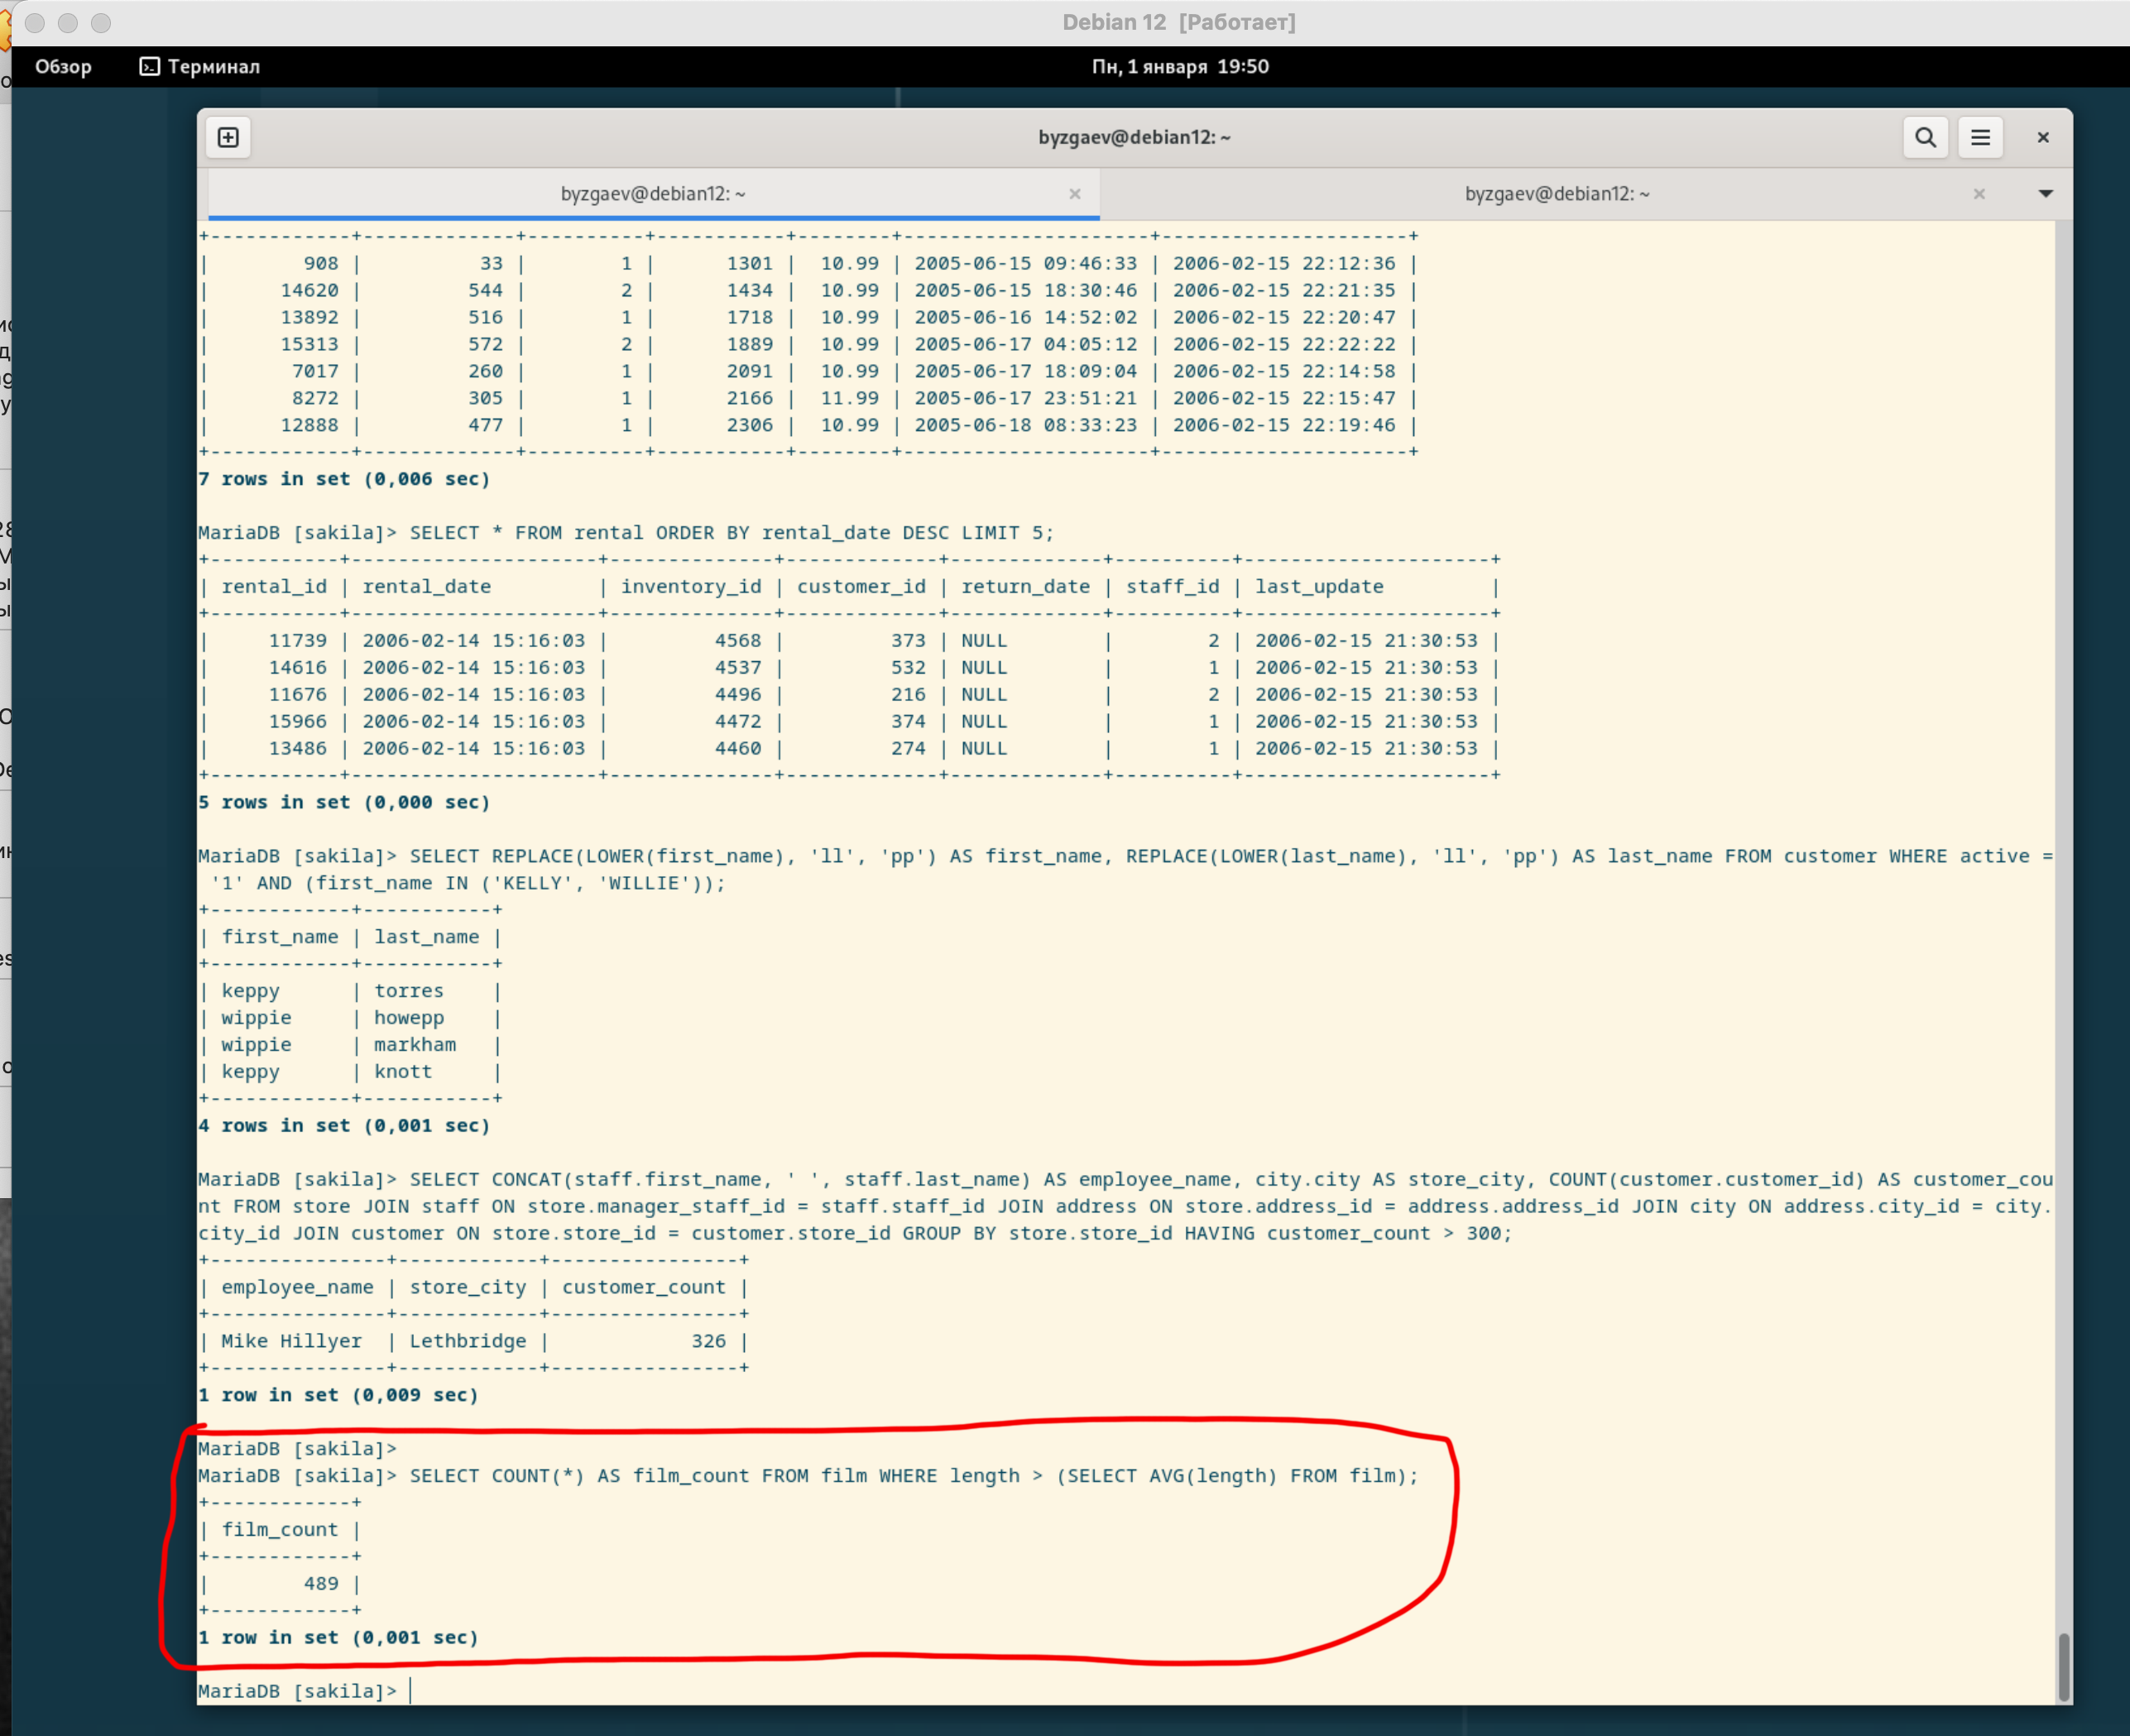 Debian 12 [Работает]
Обзор Терминал Пн, 1 января 19:50
byzgaev@debian12: ~
byzgaev@debian12: ~ byzgaev@debian12: ~
+------------+-------------+----------+-----------+--------+---------------------+---------------------+
| 908 | 33 | 1 | 1301 | 10.99 | 2005-06-15 09:46:33 | 2006-02-15 22:12:36 |
| 14620 | 544 | 2 | 1434 | 10.99 | 2005-06-15 18:30:46 | 2006-02-15 22:21:35 |
| 13892 | 516 | 1 | 1718 | 10.99 | 2005-06-16 14:52:02 | 2006-02-15 22:20:47 |
| 15313 | 572 | 2 | 1889 | 10.99 | 2005-06-17 04:05:12 | 2006-02-15 22:22:22 |
| 7017 | 260 | 1 | 2091 | 10.99 | 2005-06-17 18:09:04 | 2006-02-15 22:14:58 |
| 8272 | 305 | 1 | 2166 | 11.99 | 2005-06-17 23:51:21 | 2006-02-15 22:15:47 |
| 12888 | 477 | 1 | 2306 | 10.99 | 2005-06-18 08:33:23 | 2006-02-15 22:19:46 |
+------------+-------------+----------+-----------+--------+---------------------+---------------------+
7 rows in set (0,006 sec)
MariaDB [sakila]> SELECT * FROM rental ORDER BY rental_date DESC LIMIT 5;
+-----------+---------------------+--------------+-------------+-------------+----------+---------------------+
| rental_id | rental_date | inventory_id | customer_id | return_date | staff_id | last_update |
+-----------+---------------------+--------------+-------------+-------------+----------+---------------------+
| 11739 | 2006-02-14 15:16:03 | 4568 | 373 | NULL | 2 | 2006-02-15 21:30:53 |
| 14616 | 2006-02-14 15:16:03 | 4537 | 532 | NULL | 1 | 2006-02-15 21:30:53 |
| 11676 | 2006-02-14 15:16:03 | 4496 | 216 | NULL | 2 | 2006-02-15 21:30:53 |
| 15966 | 2006-02-14 15:16:03 | 4472 | 374 | NULL | 1 | 2006-02-15 21:30:53 |
| 13486 | 2006-02-14 15:16:03 | 4460 | 274 | NULL | 1 | 2006-02-15 21:30:53 |
+-----------+---------------------+--------------+-------------+-------------+----------+---------------------+
5 rows in set (0,000 sec)
MariaDB [sakila]> SELECT REPLACE(LOWER(first_name), 'll', 'pp') AS first_name, REPLACE(LOWER(last_name), 'll', 'pp') AS last_name FROM customer WHERE active =
'1' AND (first_name IN ('KELLY', 'WILLIE'));
+------------+-----------+
| first_name | last_name |
+------------+-----------+
| keppy | torres |
| wippie | howepp |
| wippie | markham |
| keppy | knott |
+------------+-----------+
4 rows in set (0,001 sec)
MariaDB [sakila]> SELECT CONCAT(staff.first_name, ' ', staff.last_name) AS employee_name, city.city AS store_city, COUNT(customer.customer_id) AS customer_cou
nt FROM store JOIN staff ON store.manager_staff_id = staff.staff_id JOIN address ON store.address_id = address.address_id JOIN city ON address.city_id = city.
city_id JOIN customer ON store.store_id = customer.store_id GROUP BY store.store_id HAVING customer_count > 300;
+---------------+------------+----------------+
| employee_name | store_city | customer_count |
+---------------+------------+----------------+
| Mike Hillyer | Lethbridge | 326 |
+---------------+------------+----------------+
1 row in set (0,009 sec)
MariaDB [sakila]>
MariaDB [sakila]> SELECT COUNT(*) AS film_count FROM film WHERE length > (SELECT AVG(length) FROM film);
+------------+
| film_count |
+------------+
| 489 |
+------------+
1 row in set (0,001 sec)
MariaDB [sakila]>